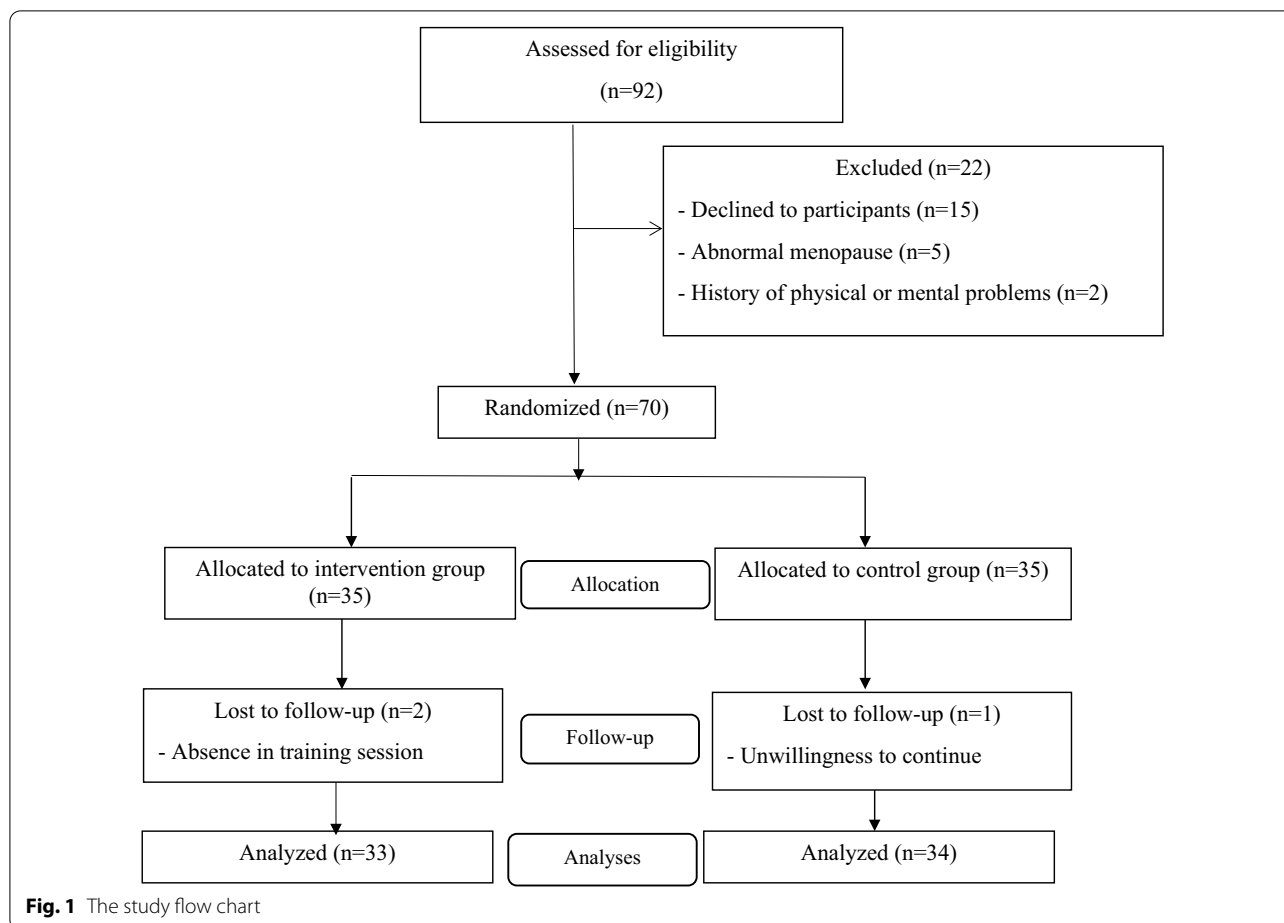 Assessed for eligibility
(n=92)
Excluded (n=22)
- Declined to participants (n=15)
- Abnormal menopause (n=5)
- History of physical or mental problems (n=2)
Randomized (n=70)
Allocated to intervention group
(n=35)
Allocation
Allocated to control group (n=35)
Lost to follow-up (n=2)
- Absence in training session
Follow-up
Lost to follow-up (n=1)
- Unwillingness to continue
Analyzed (n=33)
Analyses
Analyzed (n=34)
Fig. 1 The study flow chart